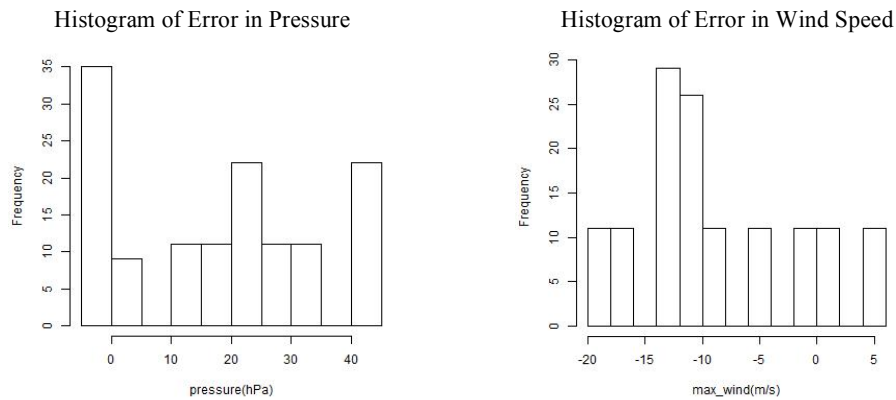 Histogram of Error in Pressure
Frequency
35
30
25
20
15
10
5
0
0 10 20 30 40
pressure(hPa)
Histogram of Error in Wind Speed
Frequency
30
25
20
15
10
5
0
-20 -15 -10 -5 0 5
max_wind(m/s)